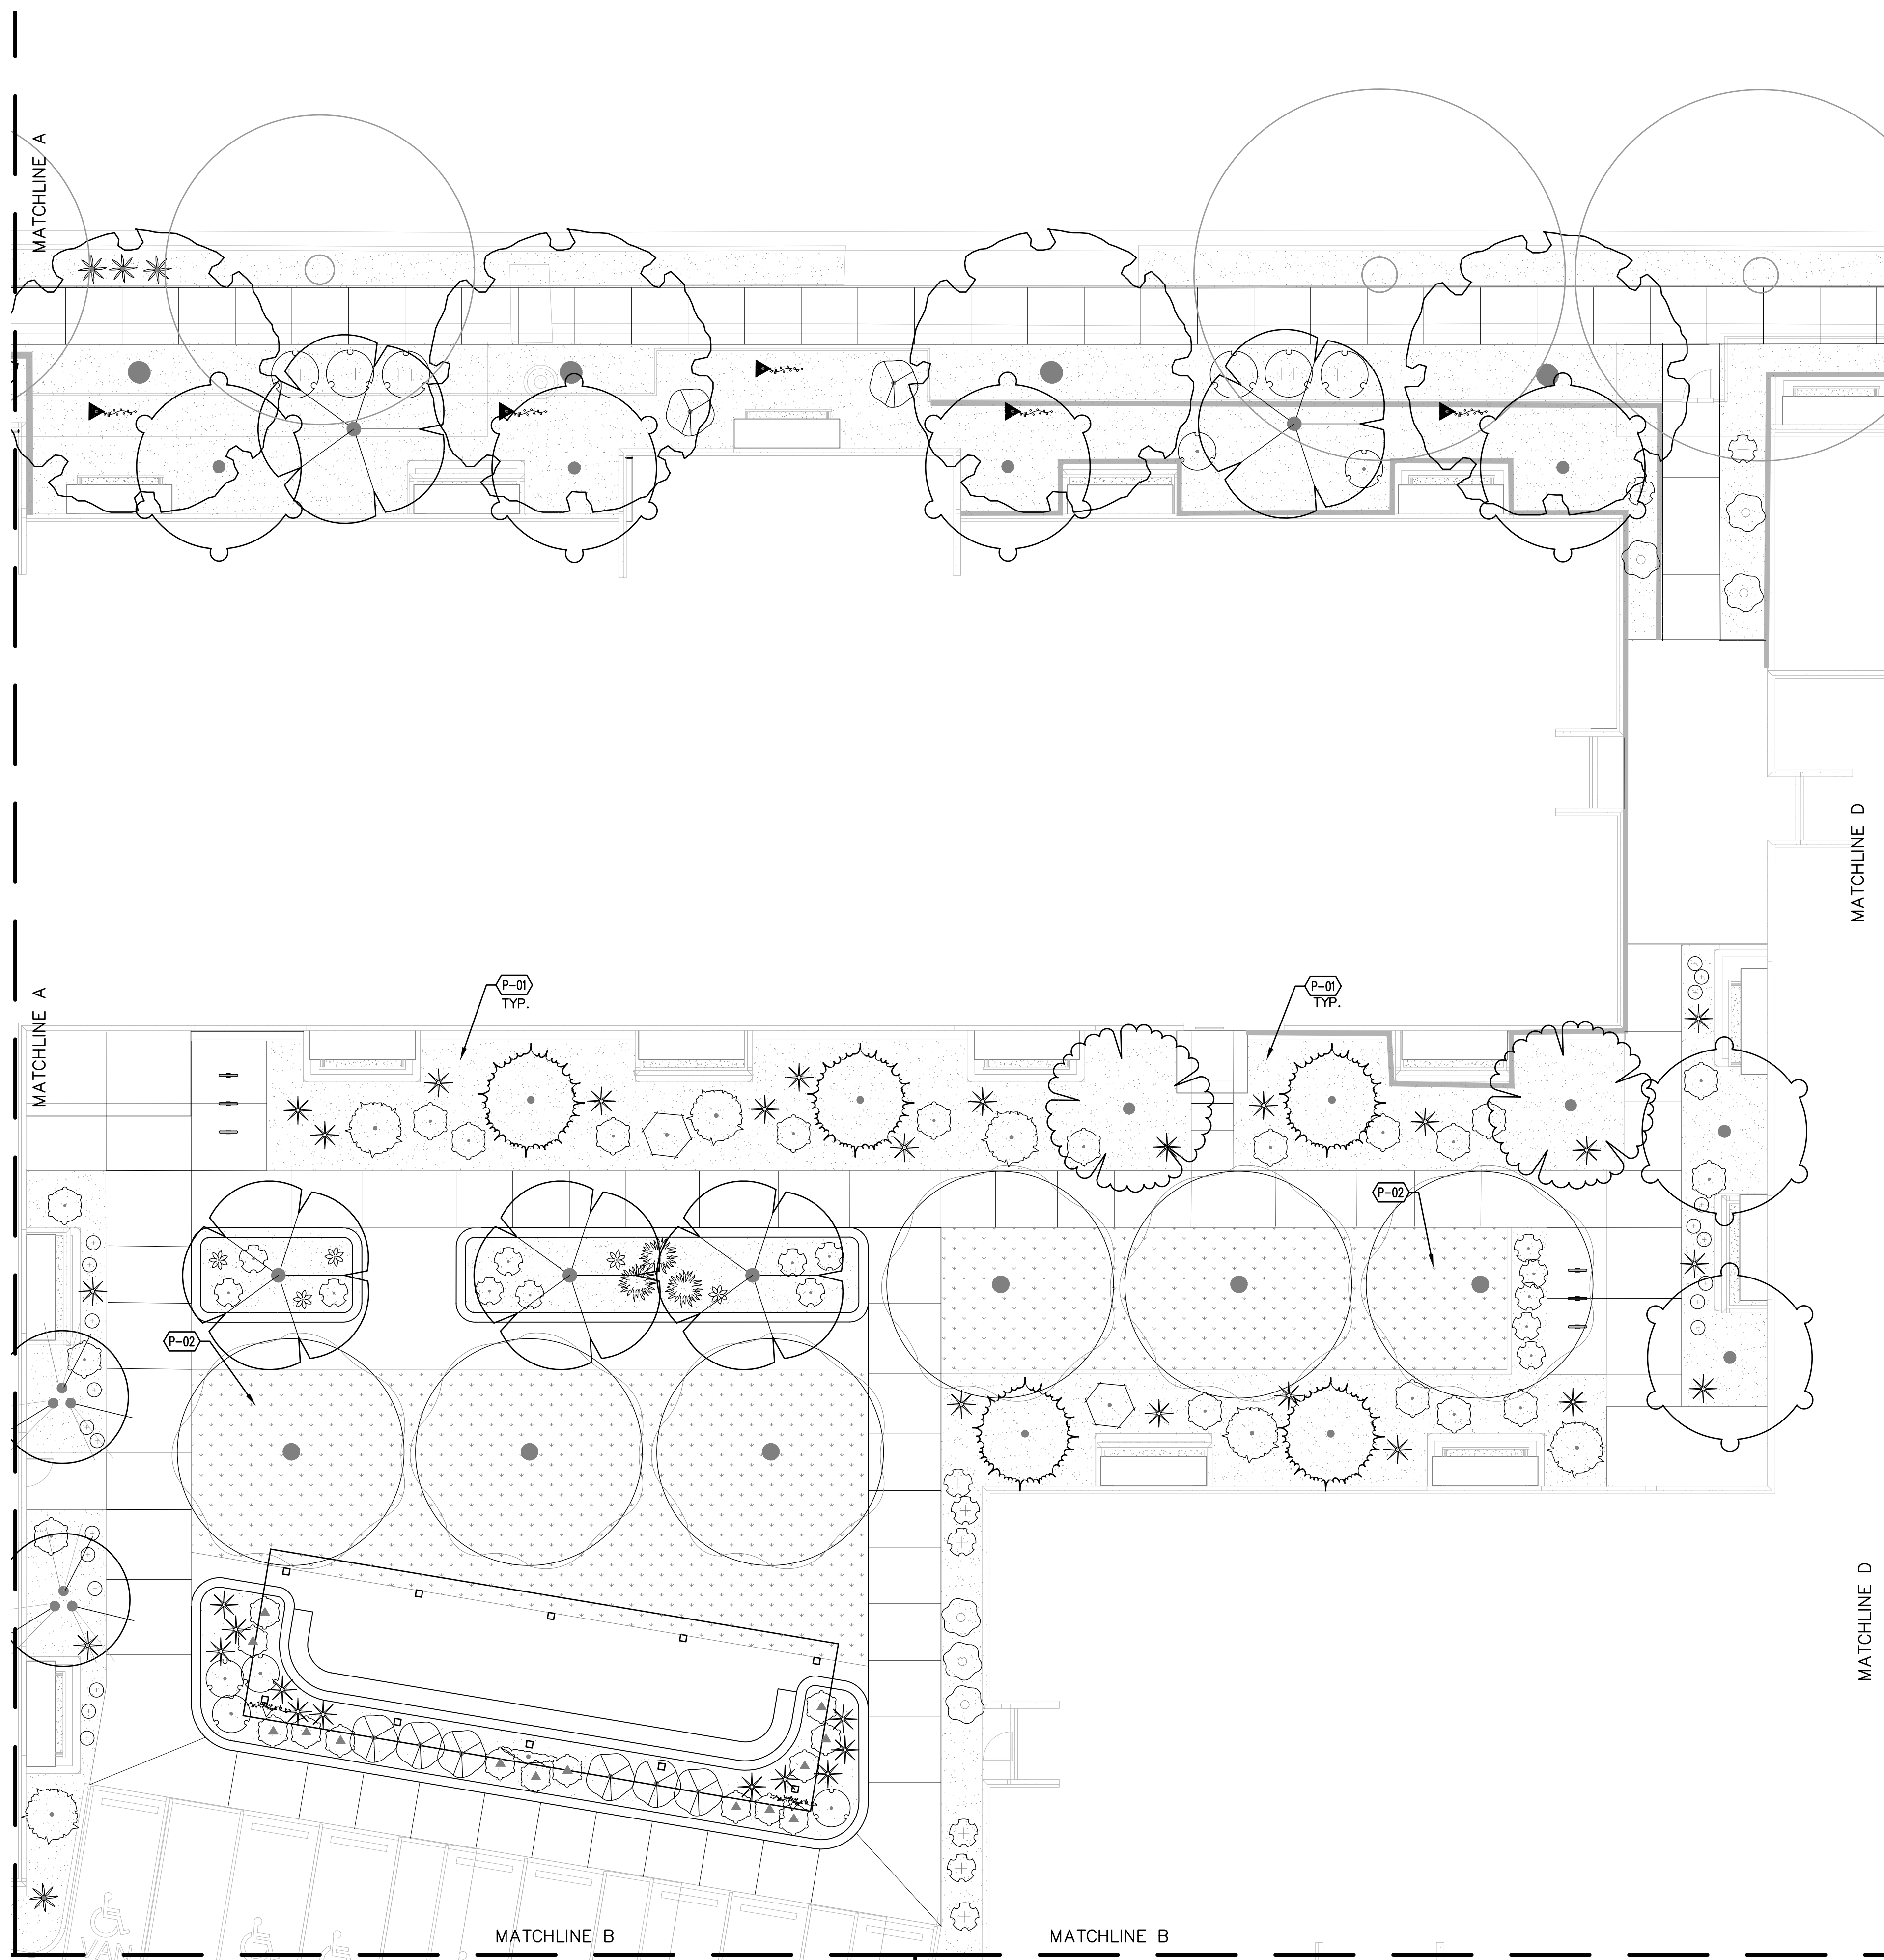 MATCHLINE A
MATCHLINE D
P-01
TYP.
P-01
TYP.
MATCHLINE A
P-02
P-02
MATCHLINE D
VAN
MATCHLINE B
MATCHLINE B